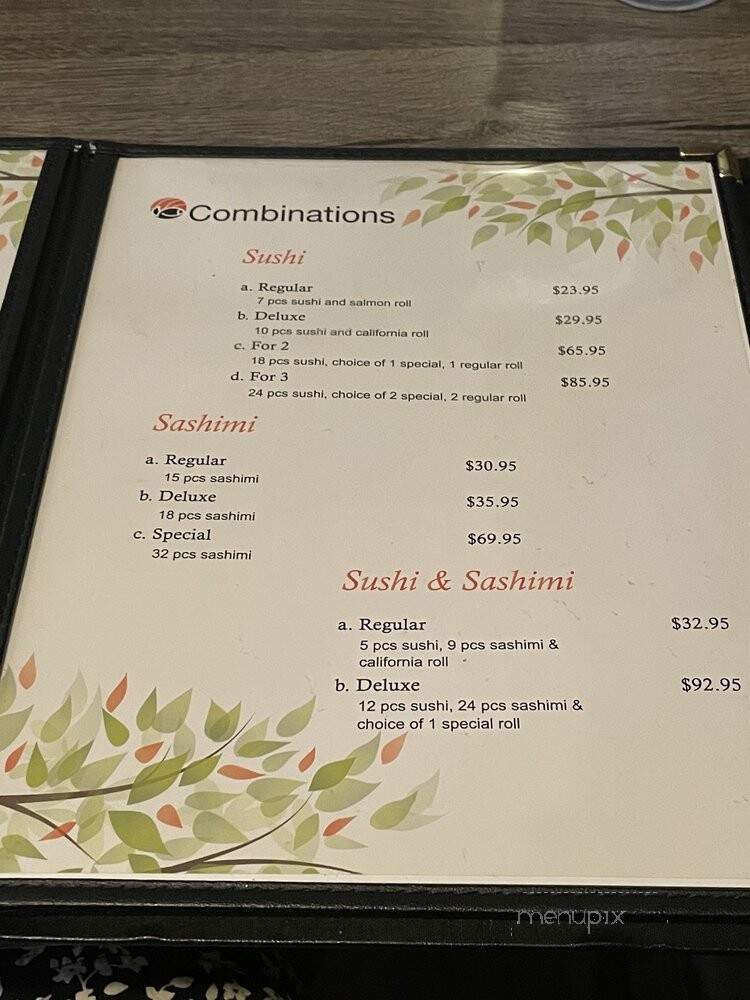 Combinations
Sushi
a. Regular $23.95
7 pcs sushi and salmon roll
b. Deluxe $29.95
10 pcs sushi and california roll
c. For 2 $65.95
18 pcs sushi, choice of 1 special, 1 regular roll
d. For 3 $85.95
24 pcs sushi, choice of 2 special, 2 regular roll
Sashimi
a. Regular $30.95
15 pcs sashimi
b. Deluxe $35.95
18 pcs sashimi
c. Special $69.95
32 pcs sashimi
Sushi & Sashimi
a. Regular $32.95
5 pcs sushi, 9 pcs sashimi &
california roll
b. Deluxe $92.95
12 pcs sushi, 24 pcs sashimi &
choice of 1 special roll
menupix